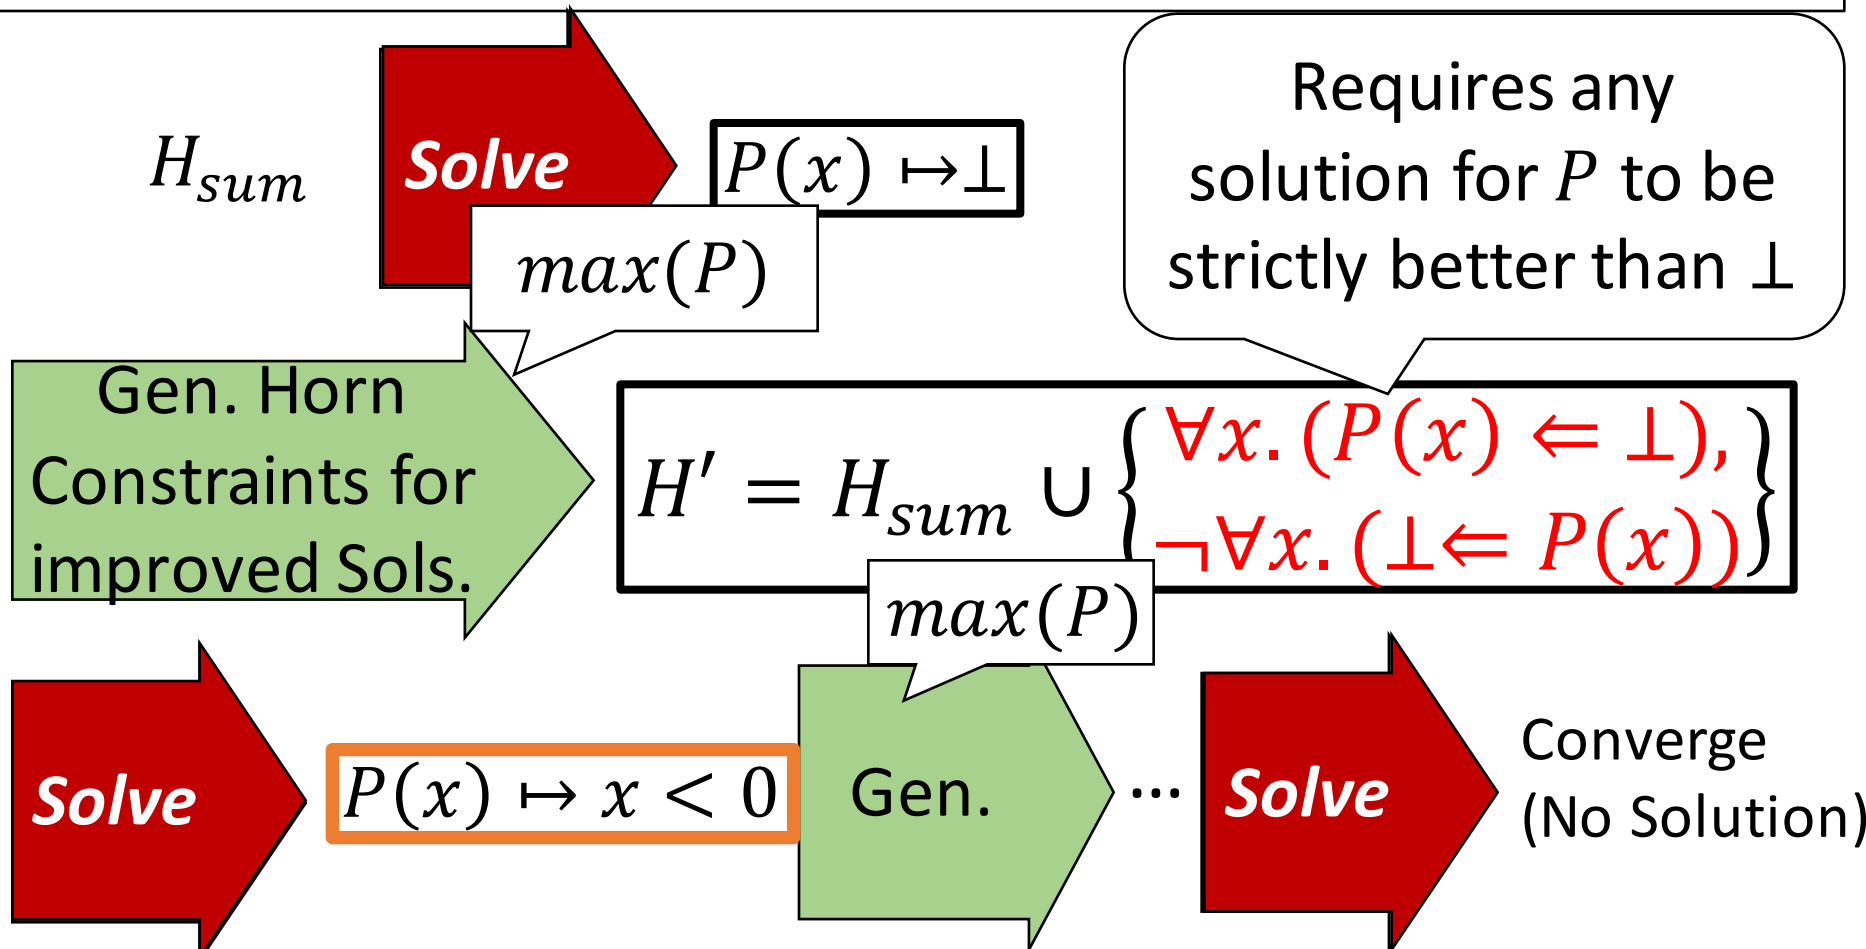 H_sum
Solve
P(x) ↦⊥
max(P)
Requires any
solution for P to be
strictly better than ⊥
Gen. Horn
Constraints for
improved Sols.
H′ = H_sum ∪ { ∀x. (P(x) ⇐ ⊥),
¬∀x. (⊥⇐ P(x)) }
max(P)
Solve
P(x) ↦ x < 0
Gen.
...
Solve
Converge
(No Solution)